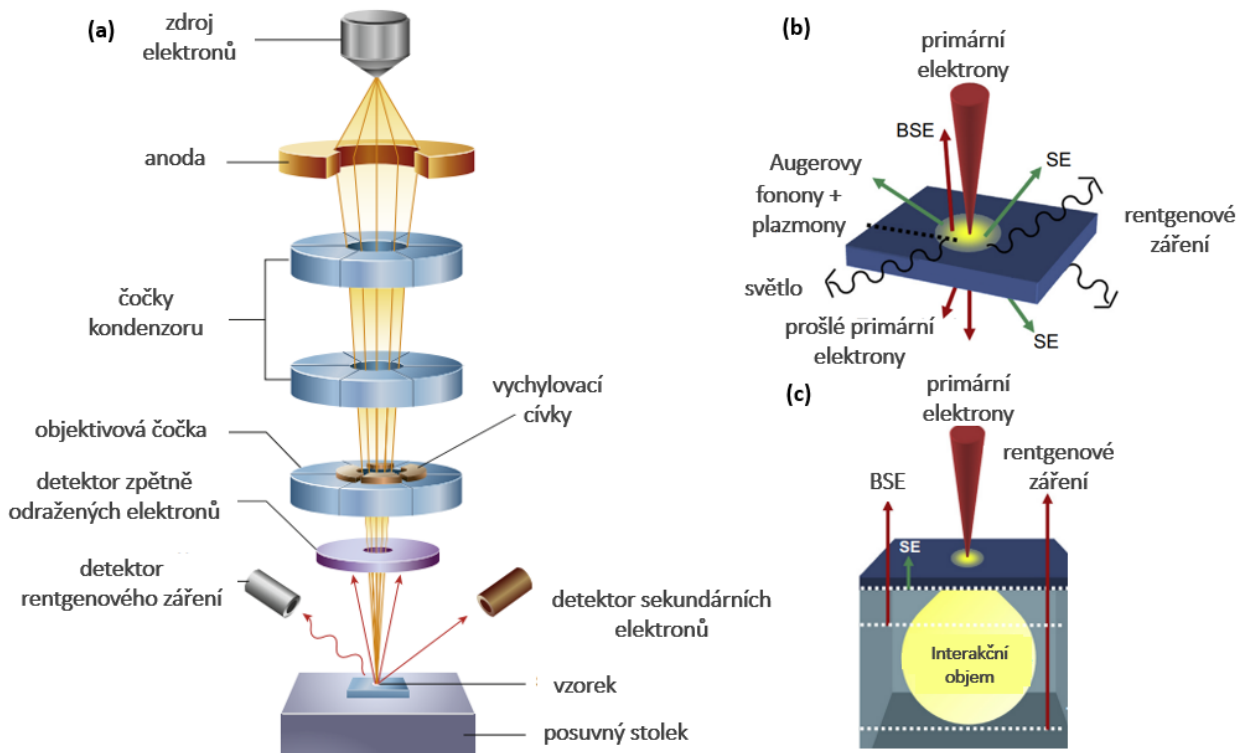 (a)
zdroj
elektronů
anoda
čočky
kondenzoru
vychylovací
cívky
objektivová čočka
detektor zpětně
odražených elektronů
detektor
rentgenového záření
detektor sekundárních
elektronů
vzorek
posuvný stolek
(b)
primární
elektrony
BSE
SE
Augerovy
fonony +
plazmony
rentgenové
záření
světlo
prošlé primární
elektrony
SE
(c)
primární
elektrony
rentgenové
záření
BSE
SE
Interakční
objem